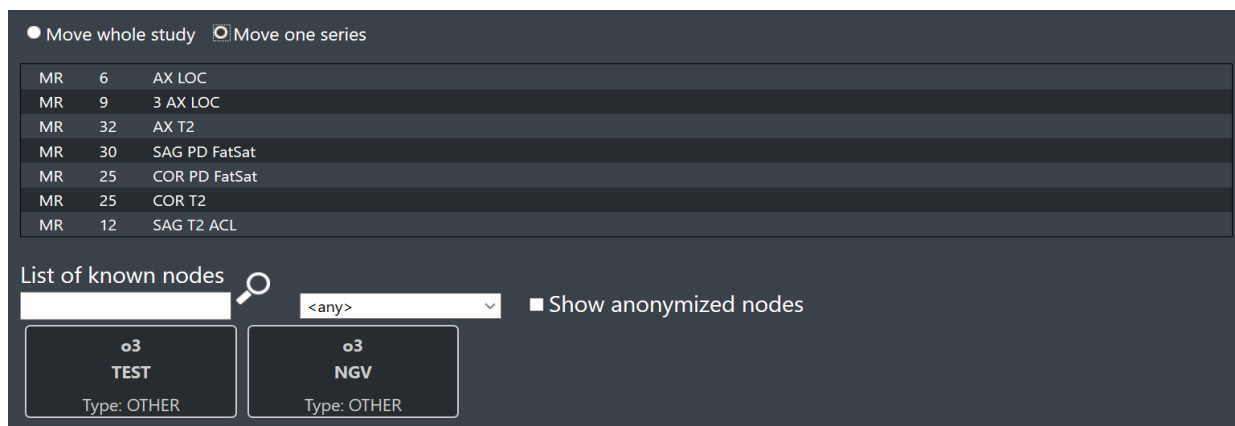 Move whole study Move one series
MR 6 AX LOC
MR 9 3 AX LOC
MR 32 AX T2
MR 30 SAG PD FatSat
MR 25 COR PD FatSat
MR 25 COR T2
MR 12 SAG T2 ACL
List of known nodes
<any> Show anonymized nodes
o3 o3
TEST NGV
Type: OTHER Type: OTHER